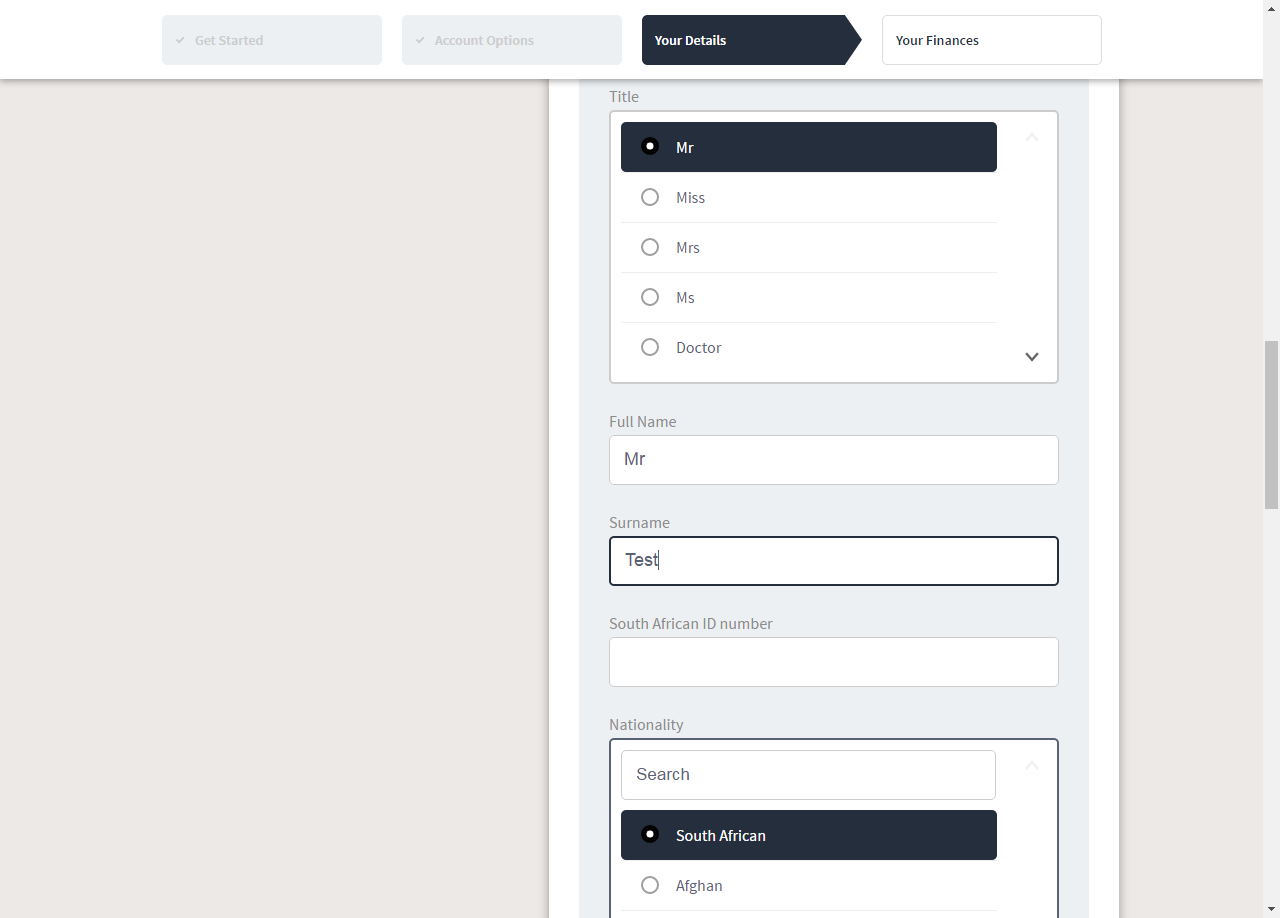 Get Started
Account Options
Your Details
Your Finances
Title
Mr
Miss
Mrs
Ms
Doctor
Full Name
Mr
Surname
Test
South African ID number
Nationality
Search
South African
Afghan